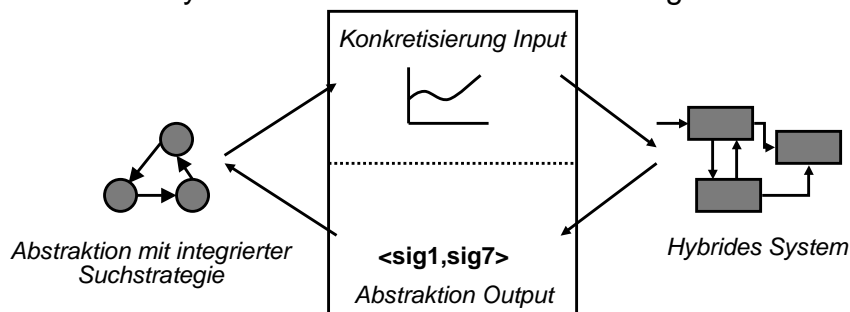 Konkretisierung Input
Abstraktion mit integrierter
Suchstrategie
<sig1,sig7>
Abstraktion Output
Hybrides System